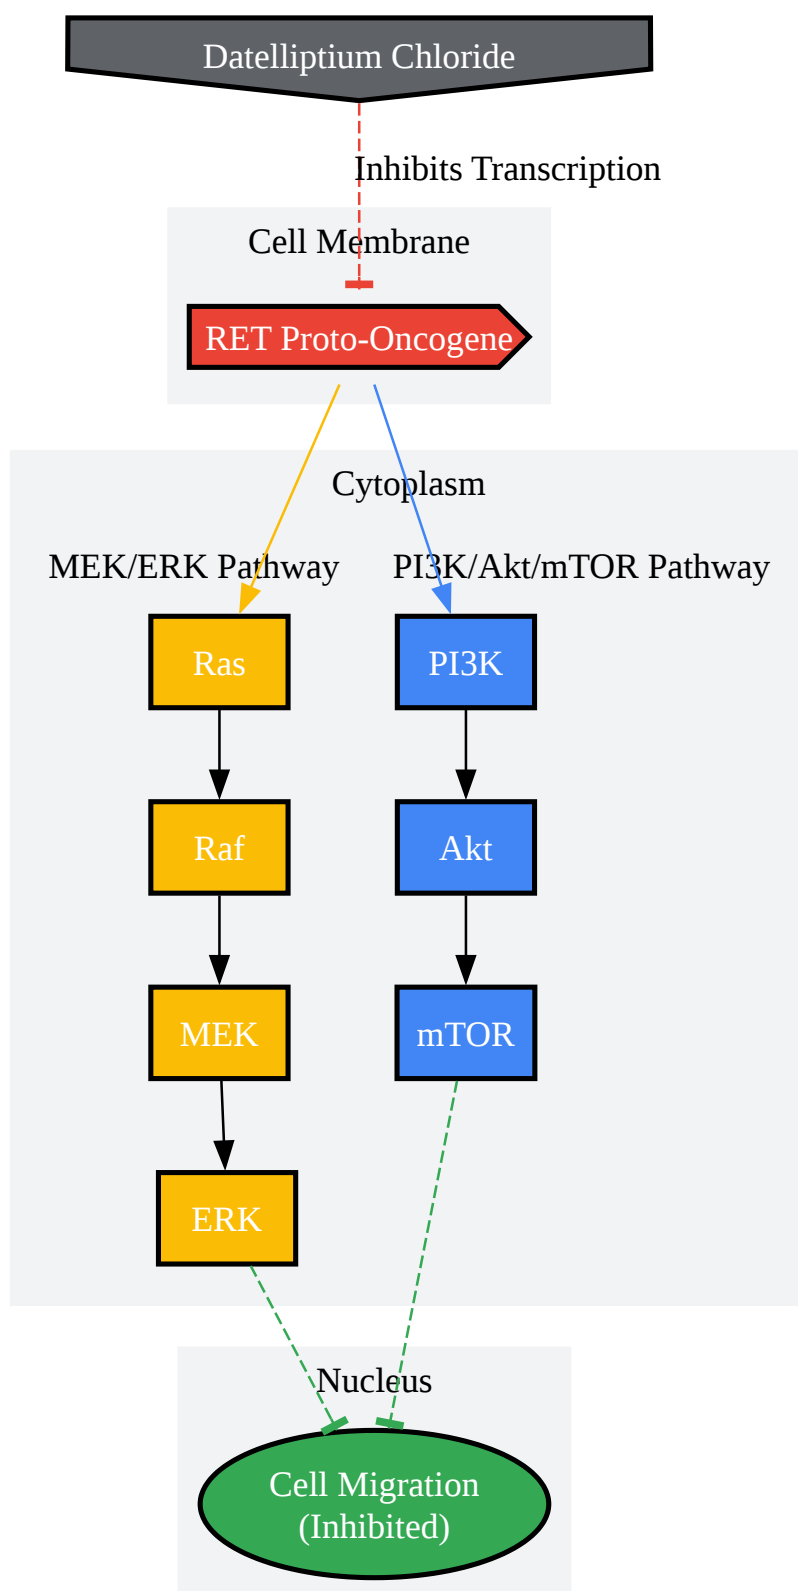 Datelliptium Chloride
Inhibits Transcription
Cell Membrane
RET Proto-Oncogene
Cytoplasm
MEK/ERK Pathway
PI3K/Akt/mTOR Pathway
Ras
PI3K
Raf
Akt
MEK
mTOR
ERK
Nucleus
Cell Migration
(Inhibited)